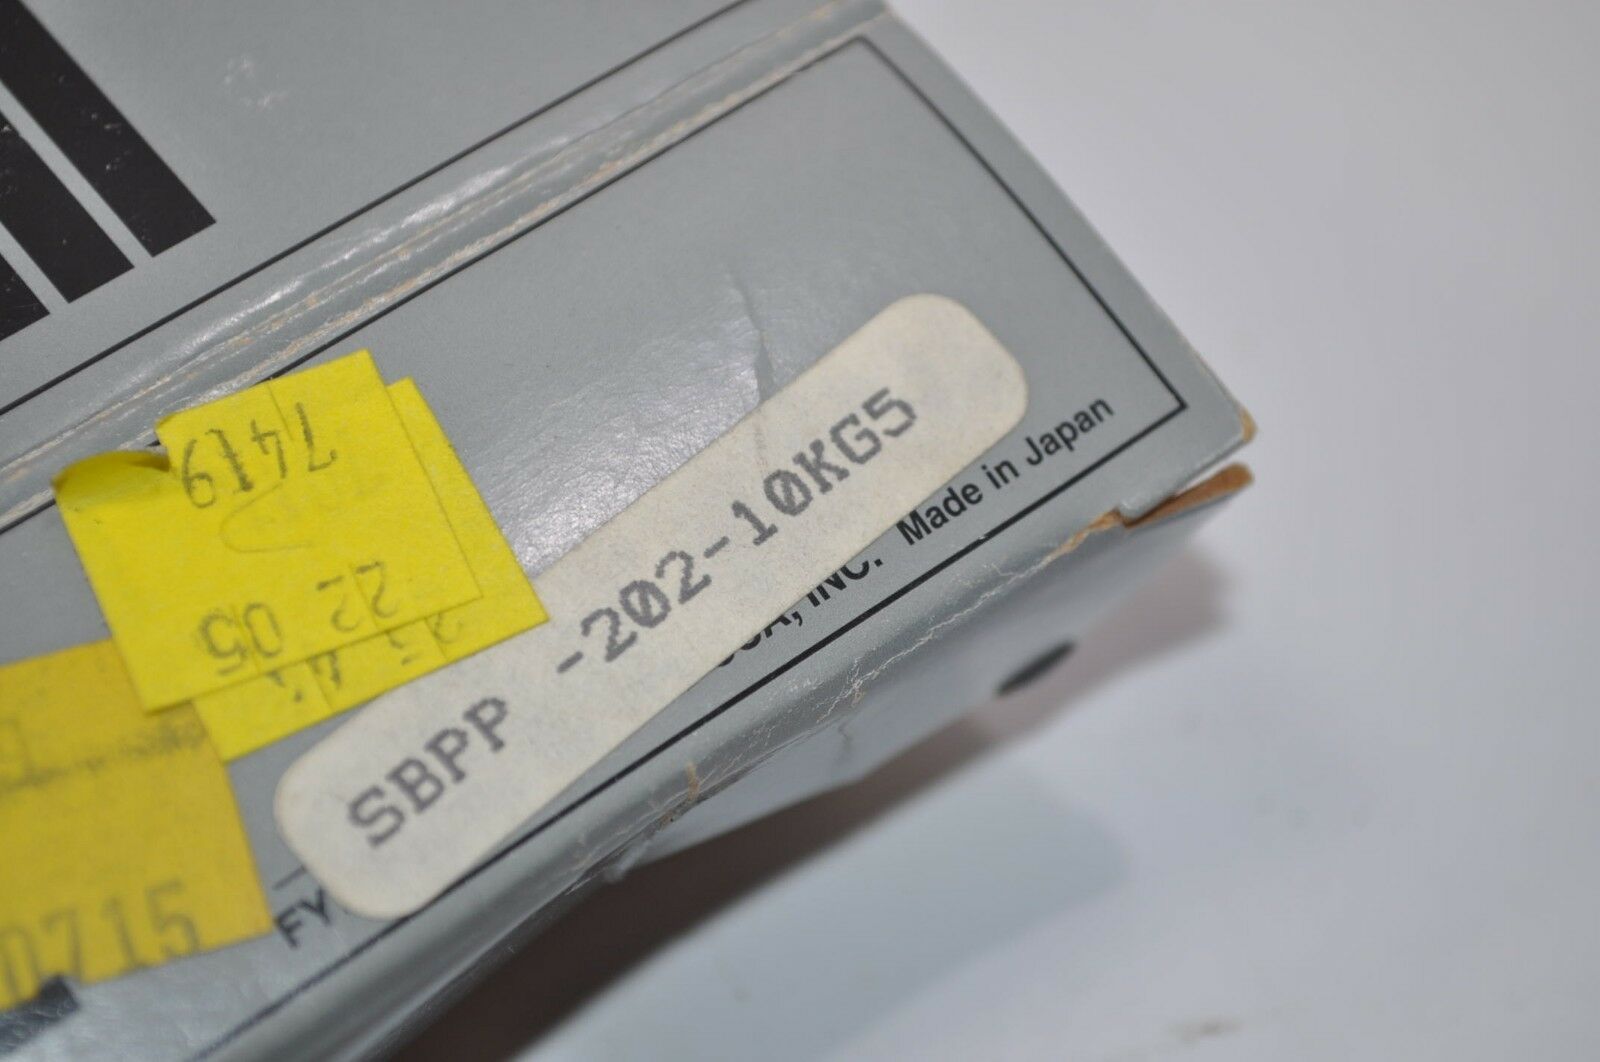 SBPP -202-10KG5
INC. Made in Japan
FY
7419
22
05
0715